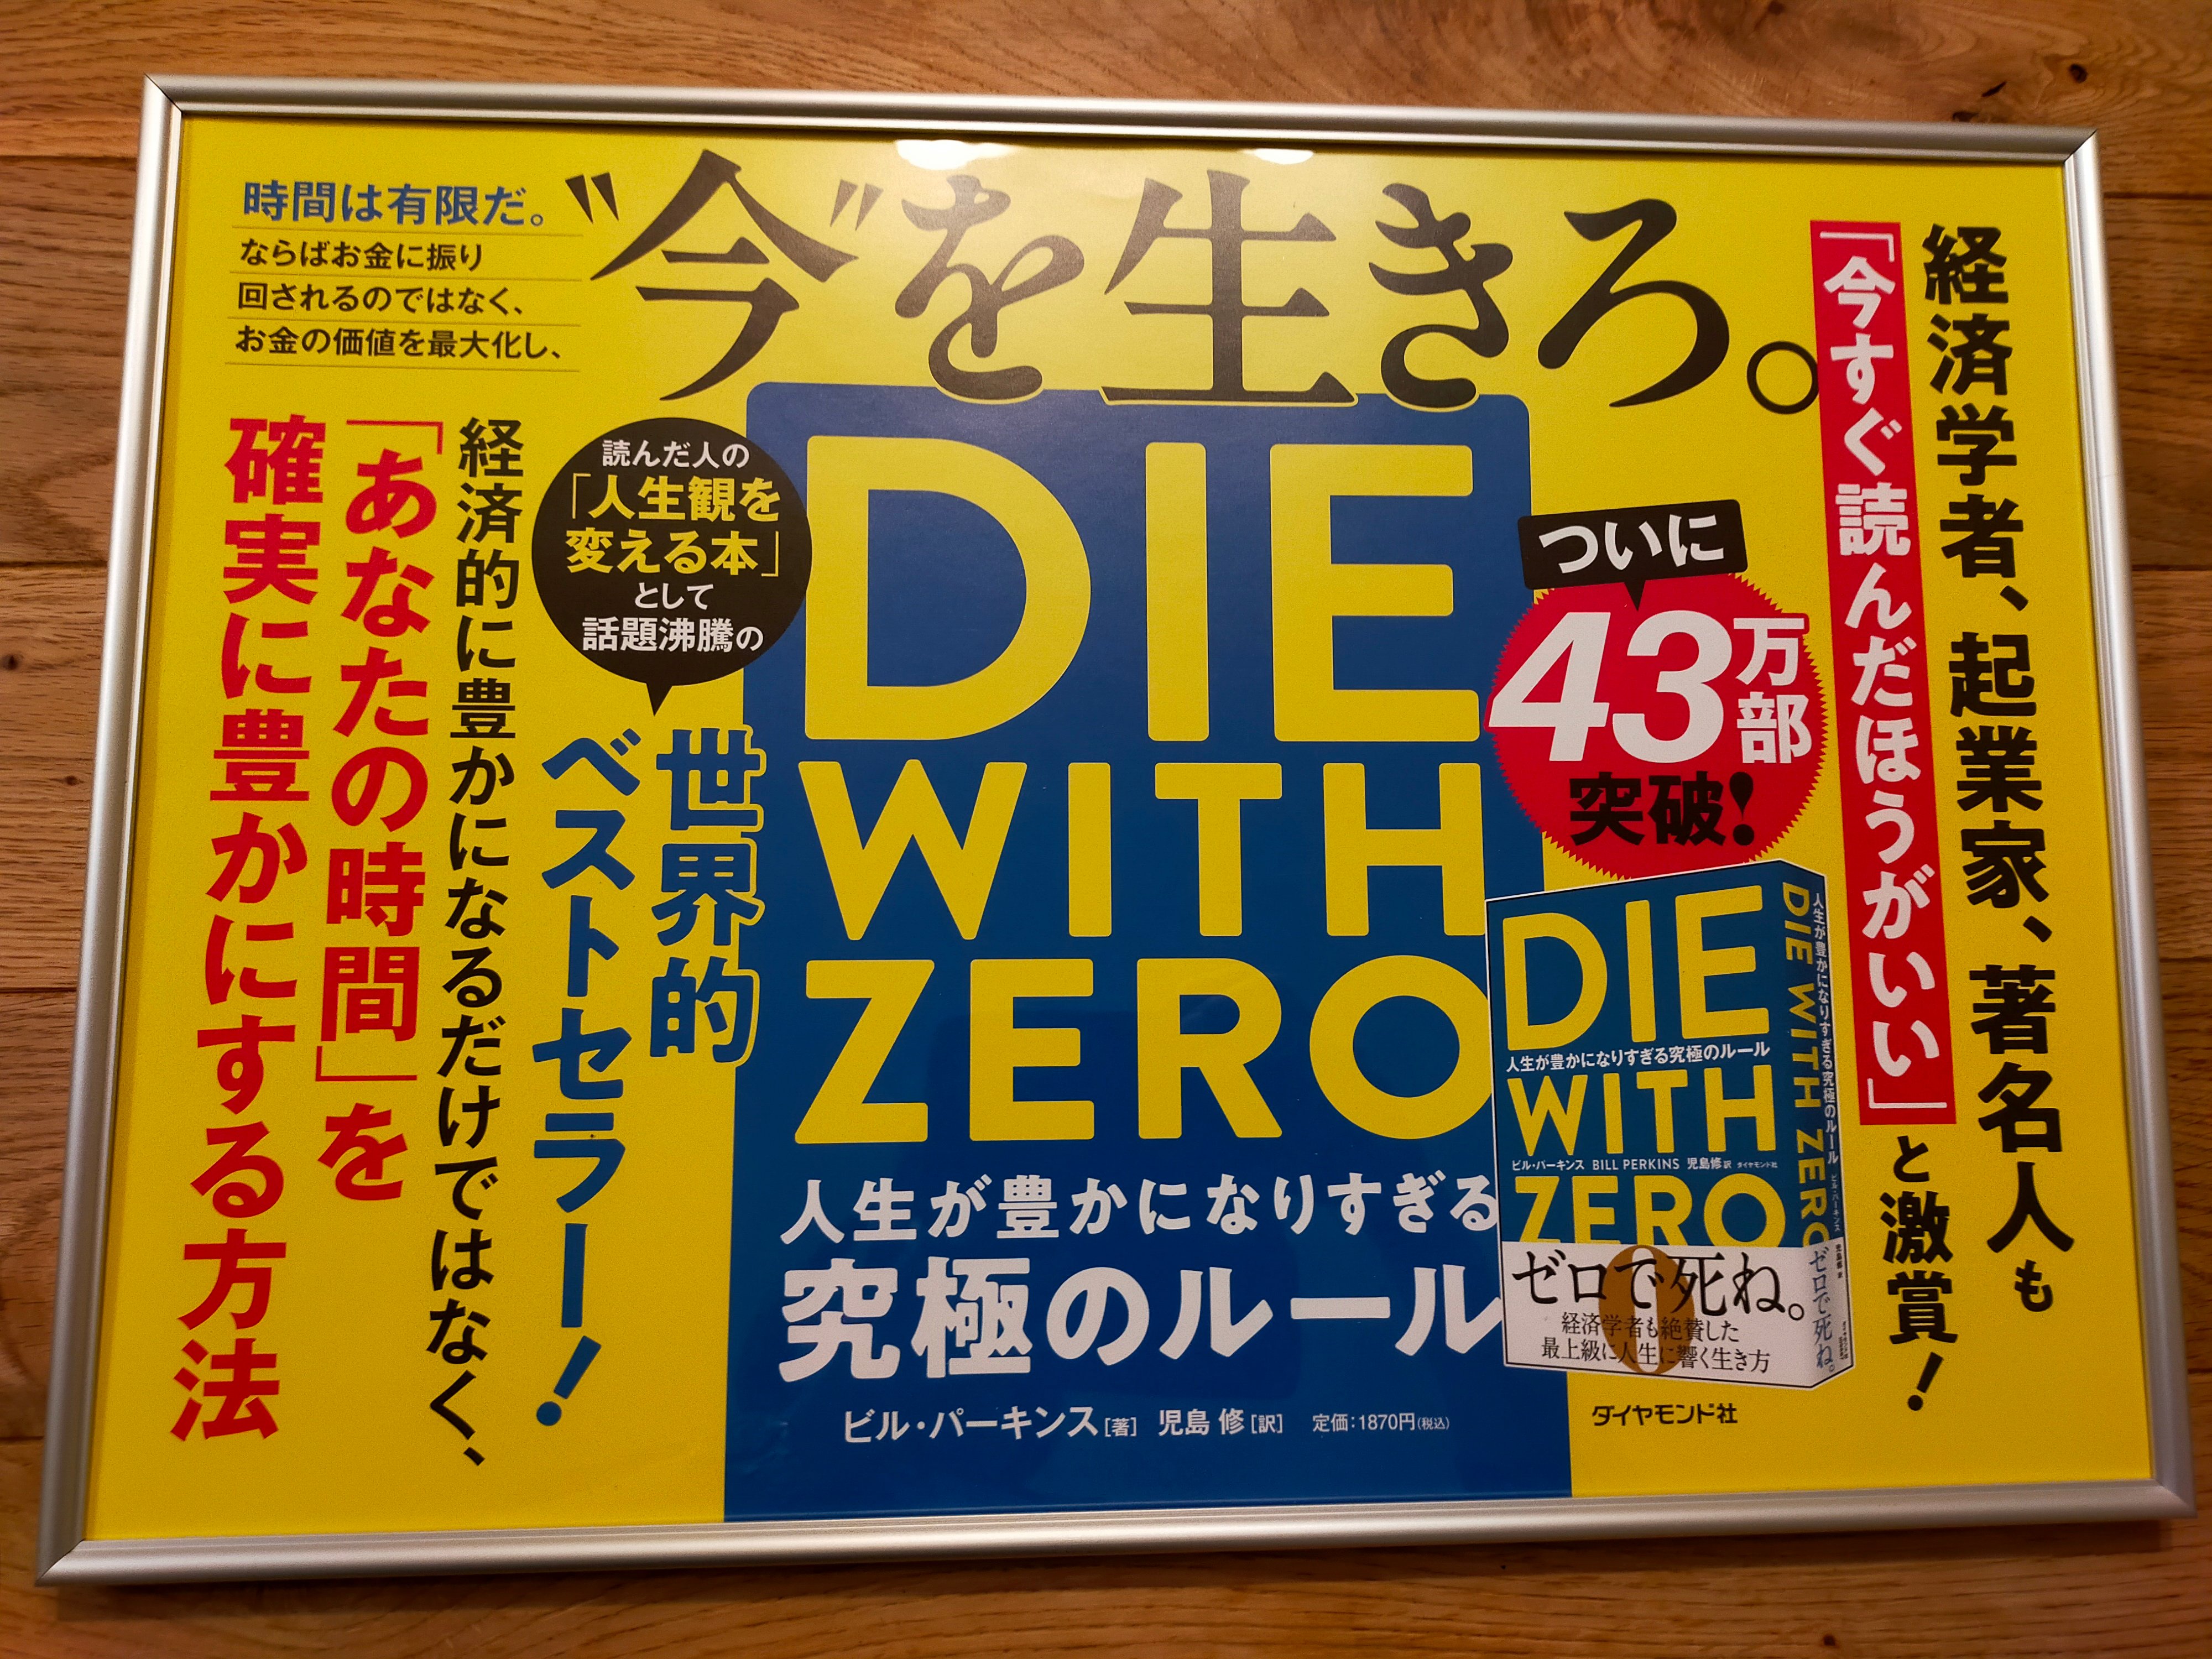 経済学者、起業家、著名人も
「今すぐ読んだほうがいい」と激賞!
“今”を生きろ。
時間は有限だ。
ならばお金に振り
回されるのではなく、
お金の価値を最大化し、
経済的に豊かになるだけではなく、
「あなたの時間」を
確実に豊かにする方法
読んだ人の
「人生観を
変える本」
として
話題沸騰の
世界的
ベストセラー!
DIE
WITH
ZERO
人生が豊かになりすぎる
究極のルール
ビル・パーキンス[著] 児島 修[訳] 定価:1870円(税込)
ついに
43万部
突破!
DIE
人生が豊かになりすぎる究極のルール
WITH
ビル・パーキンス BILL PERKINS 児島修 訳 ダイヤモンド社
ZERO
ゼロで死ね。
経済学者も絶賛した
最上級に人生に響く生き方
DIE WITH ZERO
人生が豊かになりすぎる究極のルール
ビル・パーキンス
ゼロで死ね。
ダイヤモンド社